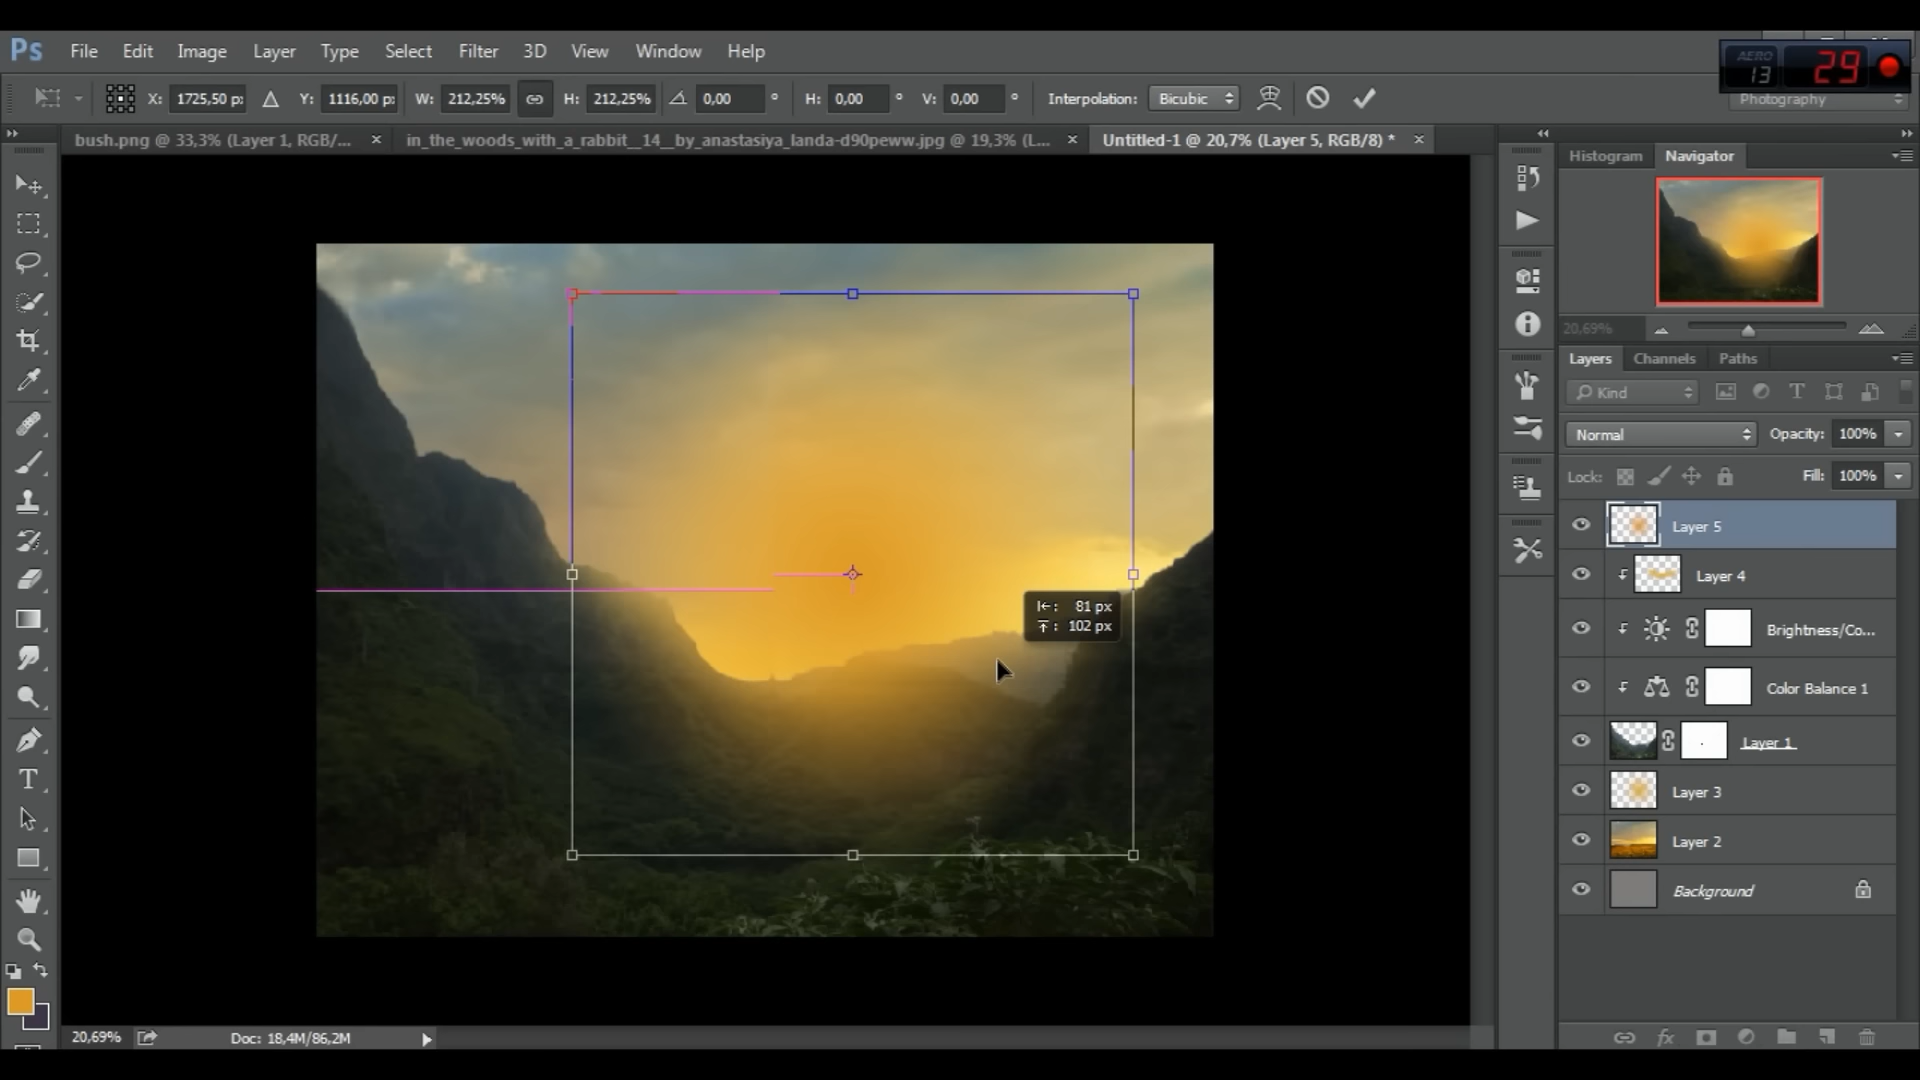 Ps File Edit Image Layer Type Select Filter 3D View Window Help
AERO 13 29
X: 1725,50 p: Y: 1116,00 p: W: 212,25% H: 212,25% 0,00 ° H: 0,00 ° V: 0,00 ° Interpolation: Bicubic Photography
bush.png @ 33,3% (Layer 1, RGB/... × in_the_woods_with_a_rabbit__14__by_anastasiya_landa-d90peww.jpg @ 19,3% (L... × Untitled-1 @ 20,7% (Layer 5, RGB/8) * ×
Histogram Navigator
20,69%
Layers Channels Paths
Kind
Normal Opacity: 100%
Lock: Fill: 100%
Layer 5
Layer 4
81 px
102 px
Brightness/Co...
Color Balance 1
Layer 1
Layer 3
Layer 2
Background
20,69% Doc: 18,4M/86,2M